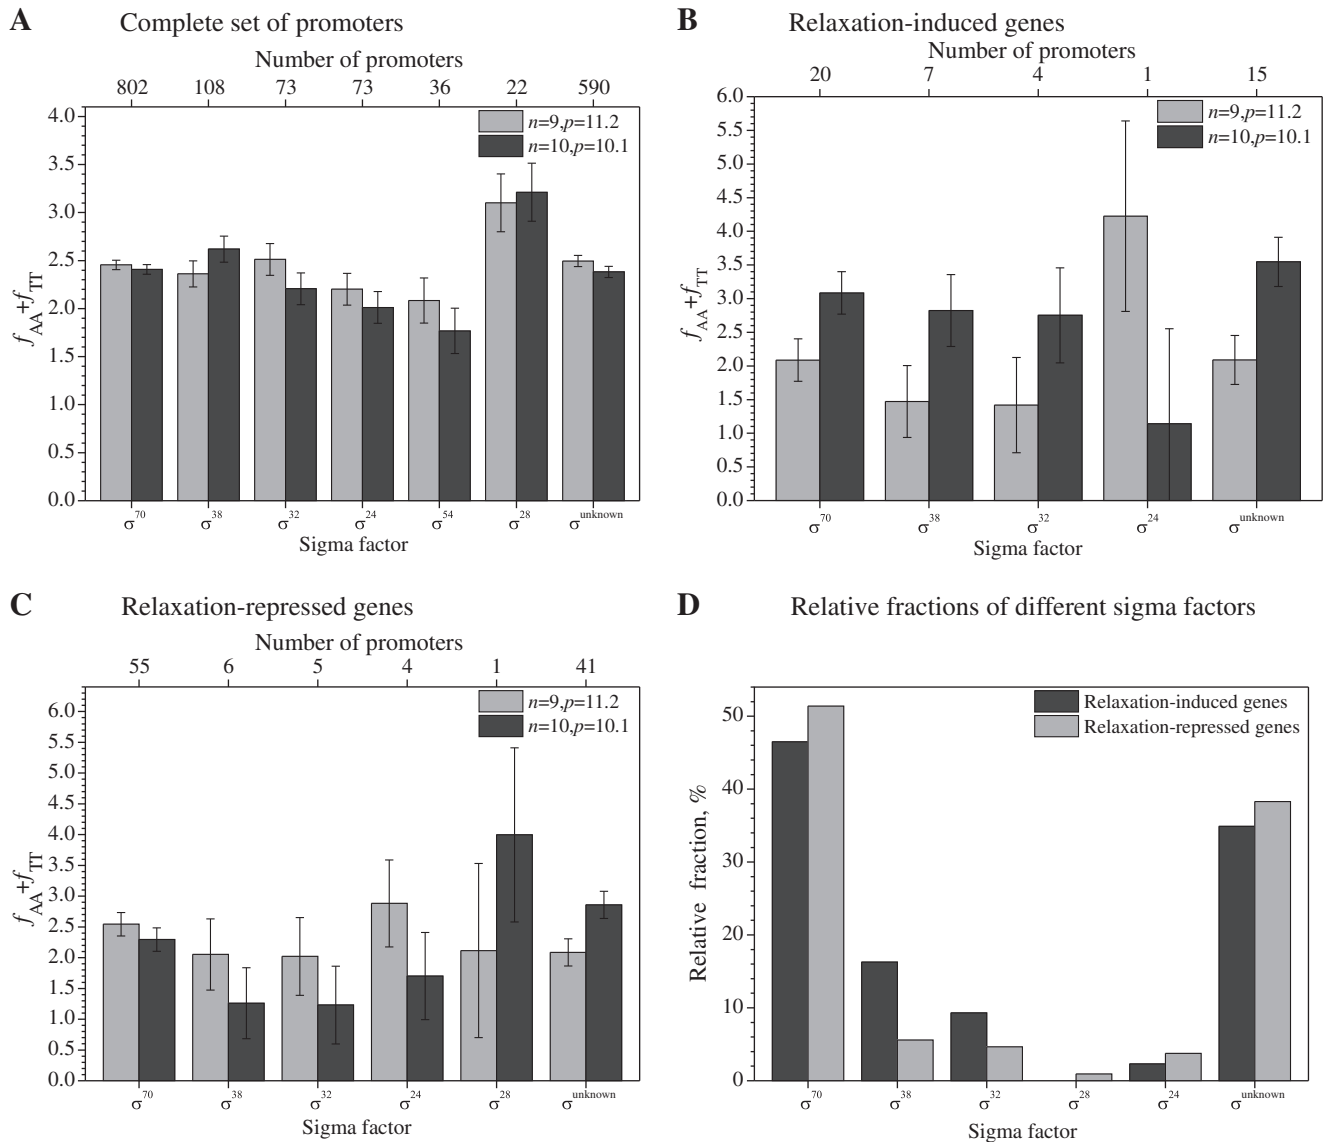 A Complete set of promoters
Number of promoters
802 108 73 73 36 22 590
4.0
3.5
3.0
2.5
2.0
1.5
1.0
0.5
0.0
f_AA+f_TT
n=9,p=11.2
n=10,p=10.1
σ^70 σ^38 σ^32 σ^24 σ^54 σ^28 σ^unknown
Sigma factor
B Relaxation-induced genes
Number of promoters
20 7 4 1 15
6.0
5.5
5.0
4.5
4.0
3.5
3.0
2.5
2.0
1.5
1.0
0.5
0.0
f_AA+f_TT
n=9,p=11.2
n=10,p=10.1
σ^70 σ^38 σ^32 σ^24 σ^unknown
Sigma factor
C Relaxation-repressed genes
Number of promoters
55 6 5 4 1 41
6.0
5.5
5.0
4.5
4.0
3.5
3.0
2.5
2.0
1.5
1.0
0.5
0.0
f_AA+f_TT
n=9,p=11.2
n=10,p=10.1
σ^70 σ^38 σ^32 σ^24 σ^28 σ^unknown
Sigma factor
D Relative fractions of different sigma factors
50
40
30
20
10
0
Relative fraction, %
Relaxation-induced genes
Relaxation-repressed genes
σ^70 σ^38 σ^32 σ^28 σ^24 σ^unknown
Sigma factor